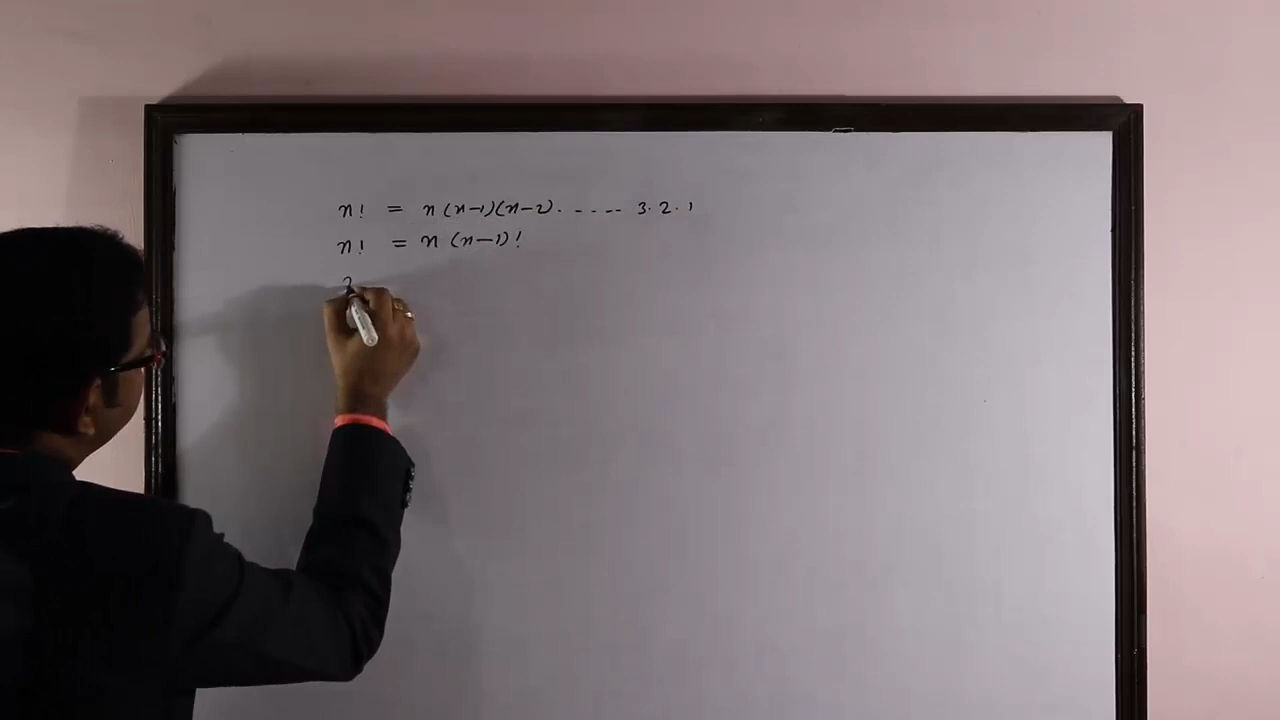 n! = n(n-1)(n-2). ..... 3.2.1
n! = n(n-1)!